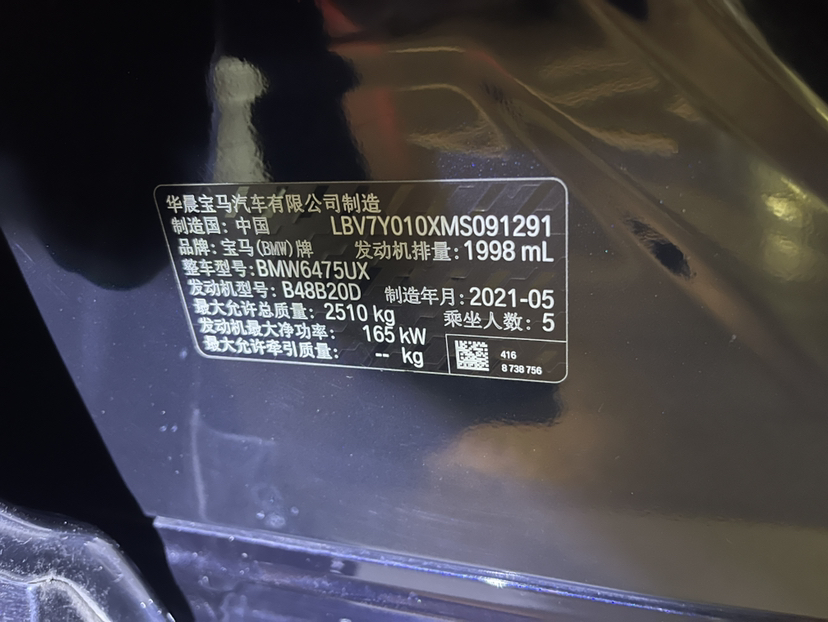 华晨宝马汽车有限公司制造
制造国：中国 LBV7Y010XMS091291
品牌：宝马(BMW)牌 发动机排量：1998 mL
整车型号：BMW6475UX
发动机型号：B48B20D 制造年月：2021-05
最大允许总质量：2510 kg 乘坐人数：5
发动机最大净功率：165 kW
最大允许牵引质量：-- kg
416
8 738 756